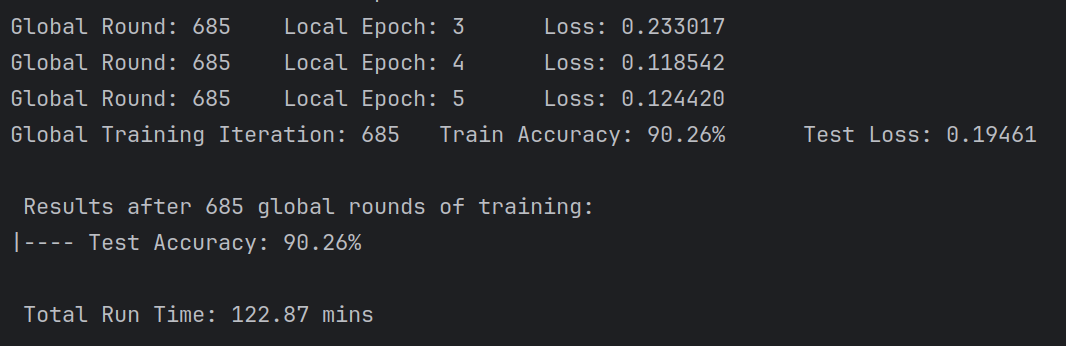 Global Round: 685    Local Epoch: 3      Loss: 0.233017
Global Round: 685    Local Epoch: 4      Loss: 0.118542
Global Round: 685    Local Epoch: 5      Loss: 0.124420
Global Training Iteration: 685   Train Accuracy: 90.26%      Test Loss: 0.19461
Results after 685 global rounds of training:
|---- Test Accuracy: 90.26%
Total Run Time: 122.87 mins